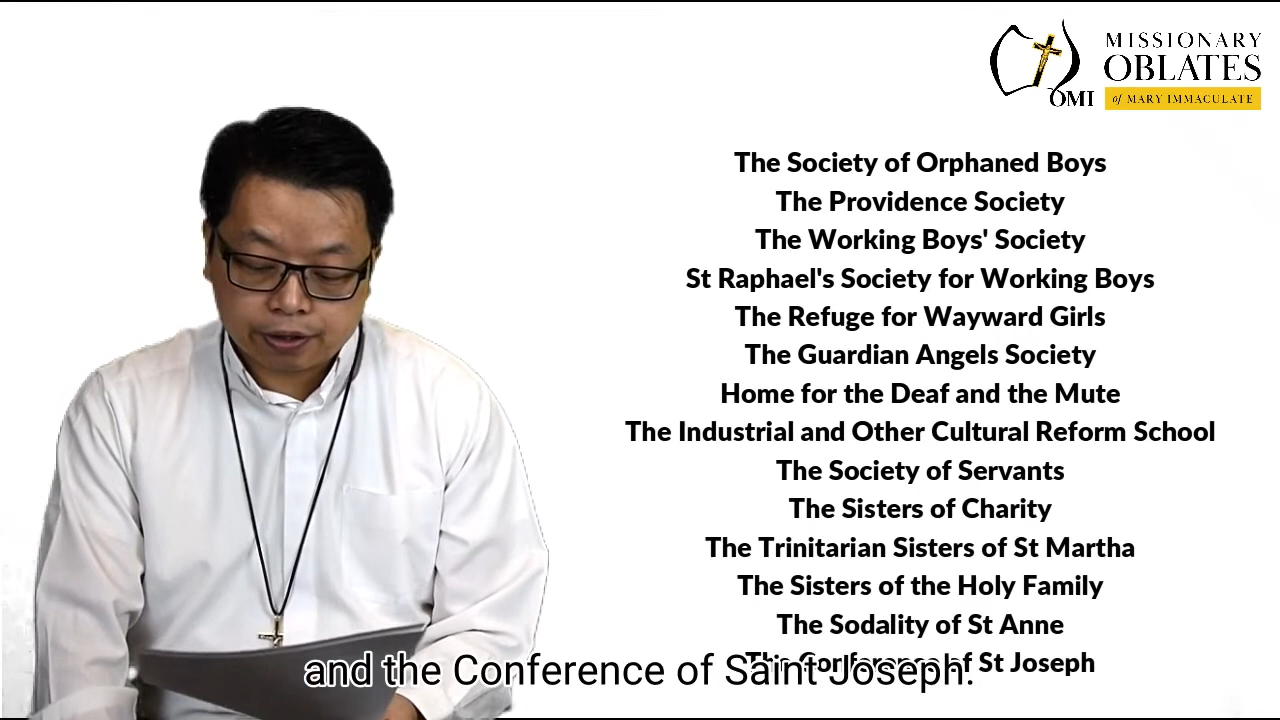 MISSIONARY
OBLATES
OMI
of MARY IMMACULATE
The Society of Orphaned Boys
The Providence Society
The Working Boys' Society
St Raphael's Society for Working Boys
The Refuge for Wayward Girls
The Guardian Angels Society
Home for the Deaf and the Mute
The Industrial and Other Cultural Reform School
The Society of Servants
The Sisters of Charity
The Trinitarian Sisters of St Martha
The Sisters of the Holy Family
The Sodality of St Anne
The Conference of St Joseph
and the Conference of Saint Joseph.